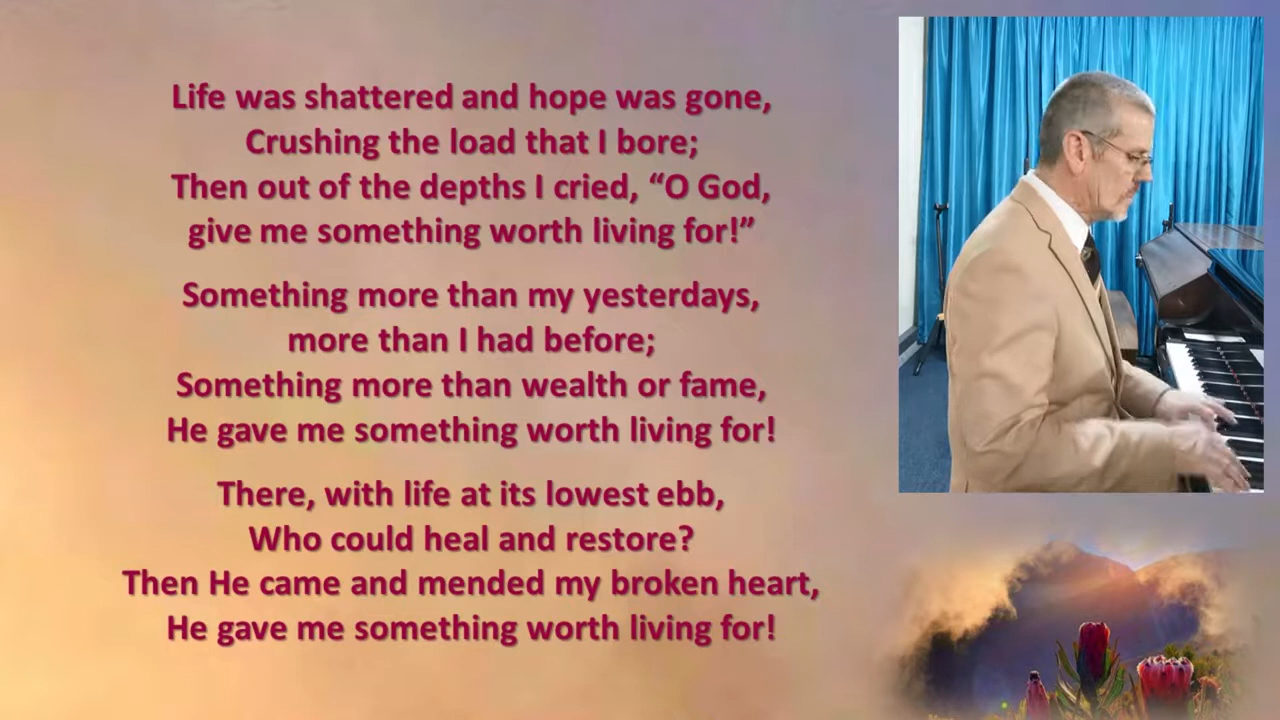 Life was shattered and hope was gone,
Crushing the load that I bore;
Then out of the depths I cried, “O God,
give me something worth living for!”
Something more than my yesterdays,
more than I had before;
Something more than wealth or fame,
He gave me something worth living for!
There, with life at its lowest ebb,
Who could heal and restore?
Then He came and mended my broken heart,
He gave me something worth living for!